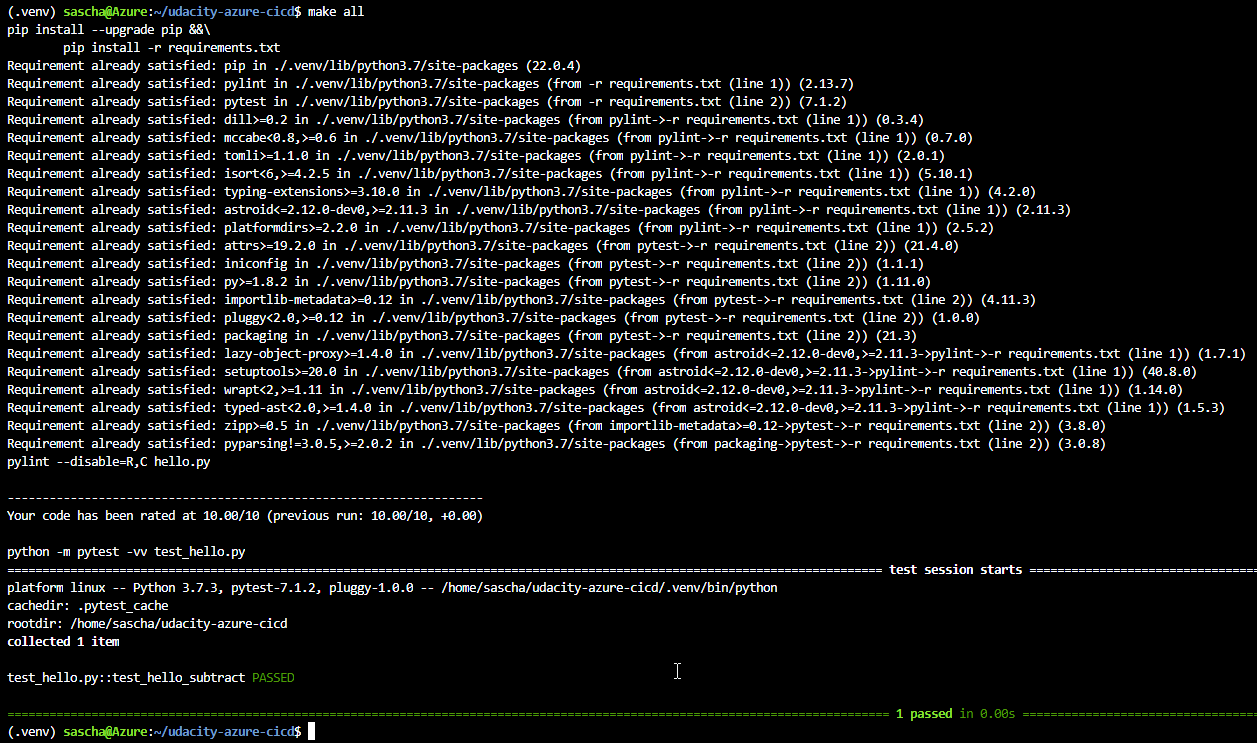 (.venv) sascha@Azure:~/udacity-azure-cicd$ make all
pip install --upgrade pip &&\
        pip install -r requirements.txt
Requirement already satisfied: pip in ./.venv/lib/python3.7/site-packages (22.0.4)
Requirement already satisfied: pylint in ./.venv/lib/python3.7/site-packages (from -r requirements.txt (line 1)) (2.13.7)
Requirement already satisfied: pytest in ./.venv/lib/python3.7/site-packages (from -r requirements.txt (line 2)) (7.1.2)
Requirement already satisfied: dill>=0.2 in ./.venv/lib/python3.7/site-packages (from pylint->-r requirements.txt (line 1)) (0.3.4)
Requirement already satisfied: mccabe<0.8,>=0.6 in ./.venv/lib/python3.7/site-packages (from pylint->-r requirements.txt (line 1)) (0.7.0)
Requirement already satisfied: tomli>=1.1.0 in ./.venv/lib/python3.7/site-packages (from pylint->-r requirements.txt (line 1)) (2.0.1)
Requirement already satisfied: isort<6,>=4.2.5 in ./.venv/lib/python3.7/site-packages (from pylint->-r requirements.txt (line 1)) (5.10.1)
Requirement already satisfied: typing-extensions>=3.10.0 in ./.venv/lib/python3.7/site-packages (from pylint->-r requirements.txt (line 1)) (4.2.0)
Requirement already satisfied: astroid<=2.12.0-dev0,>=2.11.3 in ./.venv/lib/python3.7/site-packages (from pylint->-r requirements.txt (line 1)) (2.11.3)
Requirement already satisfied: platformdirs>=2.2.0 in ./.venv/lib/python3.7/site-packages (from pylint->-r requirements.txt (line 1)) (2.5.2)
Requirement already satisfied: attrs>=19.2.0 in ./.venv/lib/python3.7/site-packages (from pytest->-r requirements.txt (line 2)) (21.4.0)
Requirement already satisfied: iniconfig in ./.venv/lib/python3.7/site-packages (from pytest->-r requirements.txt (line 2)) (1.1.1)
Requirement already satisfied: py>=1.8.2 in ./.venv/lib/python3.7/site-packages (from pytest->-r requirements.txt (line 2)) (1.11.0)
Requirement already satisfied: importlib-metadata>=0.12 in ./.venv/lib/python3.7/site-packages (from pytest->-r requirements.txt (line 2)) (4.11.3)
Requirement already satisfied: pluggy<2.0,>=0.12 in ./.venv/lib/python3.7/site-packages (from pytest->-r requirements.txt (line 2)) (1.0.0)
Requirement already satisfied: packaging in ./.venv/lib/python3.7/site-packages (from pytest->-r requirements.txt (line 2)) (21.3)
Requirement already satisfied: lazy-object-proxy>=1.4.0 in ./.venv/lib/python3.7/site-packages (from astroid<=2.12.0-dev0,>=2.11.3->pylint->-r requirements.txt (line 1)) (1.7.1)
Requirement already satisfied: setuptools>=20.0 in ./.venv/lib/python3.7/site-packages (from astroid<=2.12.0-dev0,>=2.11.3->pylint->-r requirements.txt (line 1)) (40.8.0)
Requirement already satisfied: wrapt<2,>=1.11 in ./.venv/lib/python3.7/site-packages (from astroid<=2.12.0-dev0,>=2.11.3->pylint->-r requirements.txt (line 1)) (1.14.0)
Requirement already satisfied: typed-ast<2.0,>=1.4.0 in ./.venv/lib/python3.7/site-packages (from astroid<=2.12.0-dev0,>=2.11.3->pylint->-r requirements.txt (line 1)) (1.5.3)
Requirement already satisfied: zipp>=0.5 in ./.venv/lib/python3.7/site-packages (from importlib-metadata>=0.12->pytest->-r requirements.txt (line 2)) (3.8.0)
Requirement already satisfied: pyparsing!=3.0.5,>=2.0.2 in ./.venv/lib/python3.7/site-packages (from packaging->pytest->-r requirements.txt (line 2)) (3.0.8)
pylint --disable=R,C hello.py
--------------------------------------------------------------------
Your code has been rated at 10.00/10 (previous run: 10.00/10, +0.00)
python -m pytest -vv test_hello.py
============================================================================================================================= test session starts =================================
platform linux -- Python 3.7.3, pytest-7.1.2, pluggy-1.0.0 -- /home/sascha/udacity-azure-cicd/.venv/bin/python
cachedir: .pytest_cache
rootdir: /home/sascha/udacity-azure-cicd
collected 1 item
test_hello.py::test_hello_subtract PASSED
============================================================================================================================== 1 passed in 0.00s ==================================
(.venv) sascha@Azure:~/udacity-azure-cicd$